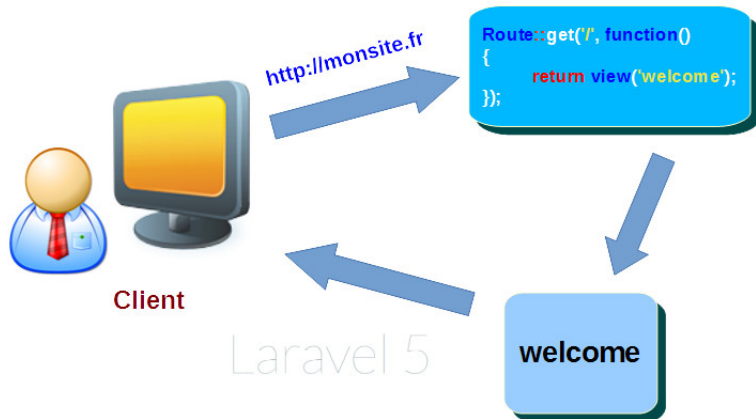 http://monsite.fr
Route::get('/', function()
{
return view('welcome');
});
Client
welcome
Laravel 5